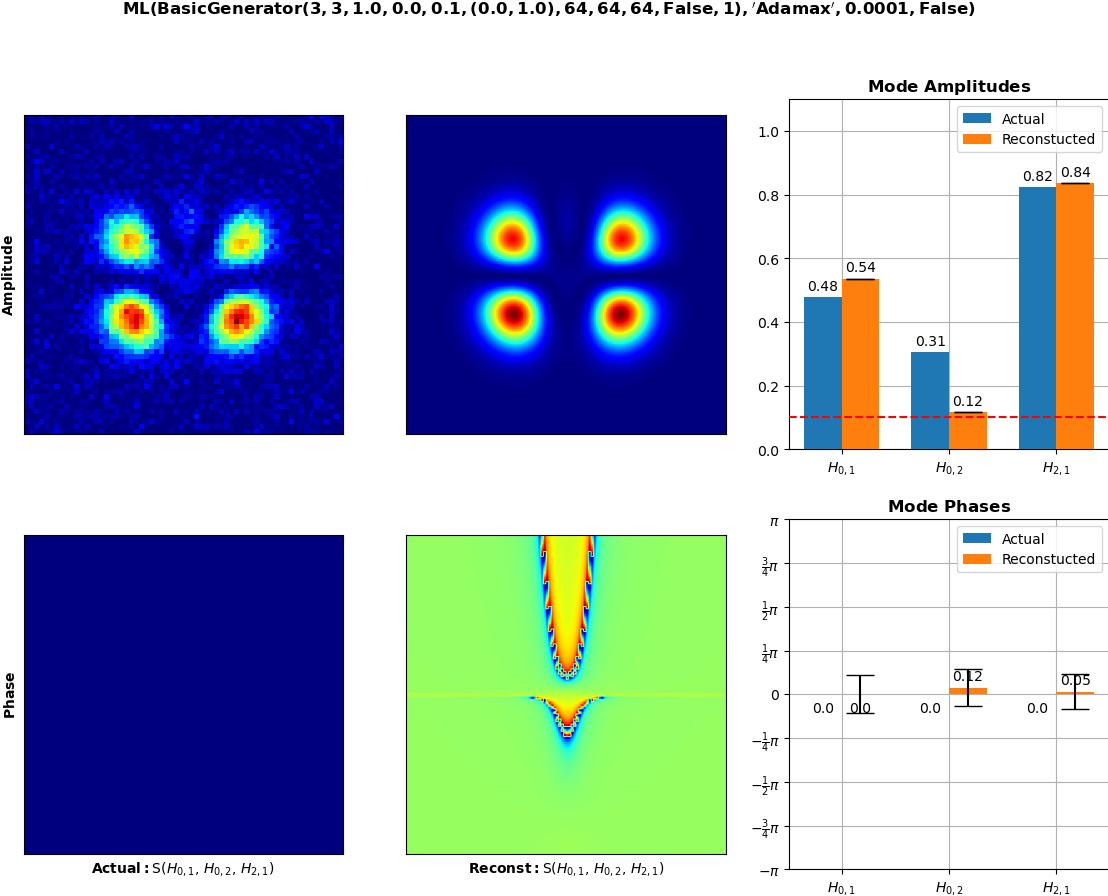 ML(BasicGenerator(3, 3, 1.0, 0.0, 0.1, (0.0, 1.0), 64, 64, 64, False, 1), ′Adamax′, 0.0001, False)
Mode Amplitudes
Actual
Reconstucted
1.0
0.8
0.6
0.4
0.2
0.0
0.48
0.54
0.31
0.12
0.82
0.84
H0,1
H0,2
H2,1
Amplitude
Mode Phases
Actual
Reconstucted
π
3/4π
1/2π
1/4π
0
−1/4π
−1/2π
−3/4π
−π
0.0
0.0
0.0
0.12
0.0
0.05
H0,1
H0,2
H2,1
Phase
Actual: S(H0,1, H0,2, H2,1)
Reconst: S(H0,1, H0,2, H2,1)